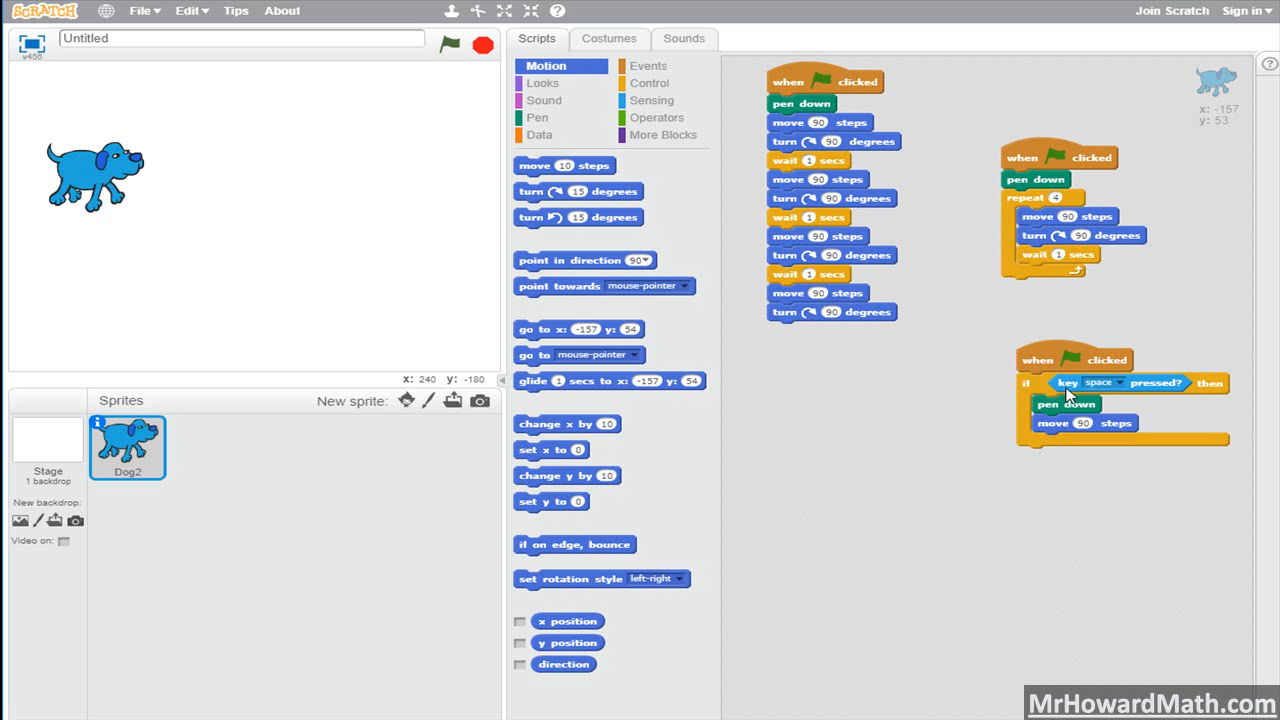 SCRATCH File Edit Tips About Join Scratch Sign in
v456 Untitled
Scripts Costumes Sounds
Motion Events
Looks Control
Sound Sensing
Pen Operators
Data More Blocks
move 10 steps
turn 15 degrees
turn 15 degrees
point in direction 90
point towards mouse-pointer
go to x: -157 y: 54
go to mouse-pointer
glide 1 secs to x: -157 y: 54
change x by 10
set x to 0
change y by 10
set y to 0
if on edge, bounce
set rotation style left-right
x position
y position
direction
when clicked
pen down
move 90 steps
turn 90 degrees
wait 1 secs
move 90 steps
turn 90 degrees
wait 1 secs
move 90 steps
turn 90 degrees
wait 1 secs
move 90 steps
turn 90 degrees
when clicked
pen down
repeat 4
move 90 steps
turn 90 degrees
wait 1 secs
when clicked
if key space pressed? then
pen down
move 90 steps
x: -157
y: 53
x: 240 y: -180
Sprites New sprite:
Stage
1 backdrop
New backdrop:
Video on:
Dog2
MrHowardMath.com